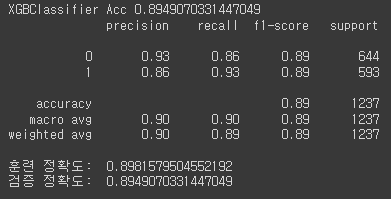 XGBClassifier Acc 0.8949070331447049
precision recall f1-score support
0 0.93 0.86 0.89 644
1 0.86 0.93 0.89 593
accuracy 0.89 1237
macro avg 0.90 0.90 0.89 1237
weighted avg 0.90 0.89 0.89 1237
훈련 정확도: 0.8981579504552192
검증 정확도: 0.8949070331447049